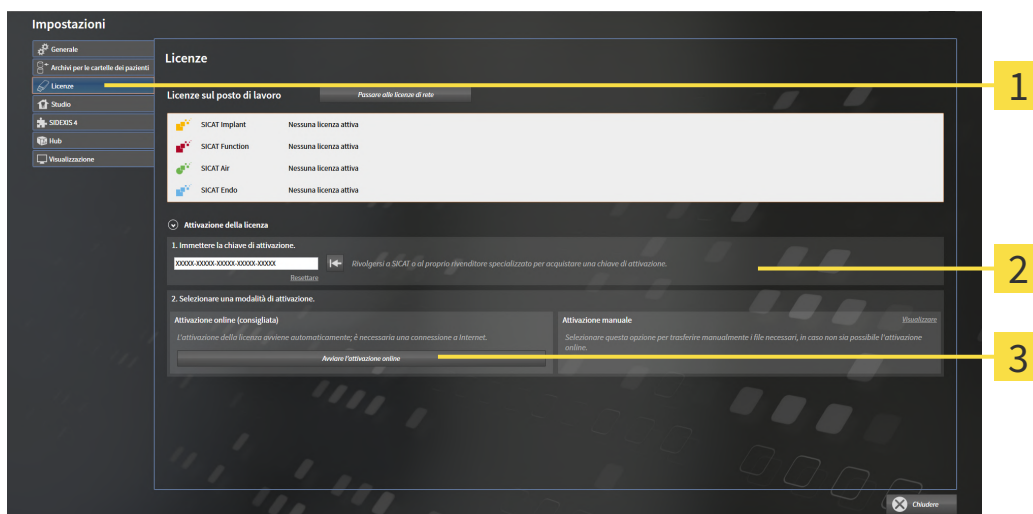 Impostazioni
Generale
Archivi per le cartelle dei pazienti
Licenze
Studio
SIDEXIS 4
Hub
Visualizzazione
Licenze
Licenze sul posto di lavoro
Passare alle licenze di rete
SICAT Implant Nessuna licenza attiva
SICAT Function Nessuna licenza attiva
SICAT Air Nessuna licenza attiva
SICAT Endo Nessuna licenza attiva
Attivazione della licenza
1. Immettere la chiave di attivazione.
XXXXX-XXXXX-XXXXX-XXXXX-XXXXX
Rivolgersi a SICAT o al proprio rivenditore specializzato per acquistare una chiave di attivazione.
Resettare
2. Selezionare una modalità di attivazione.
Attivazione online (consigliata)
L'attivazione della licenza avviene automaticamente; è necessaria una connessione a Internet.
Avviare l'attivazione online
Attivazione manuale
Visualizzare
Selezionare questa opzione per trasferire manualmente i file necessari, in caso non sia possibile l'attivazione
online.
Chiudere
1
2
3